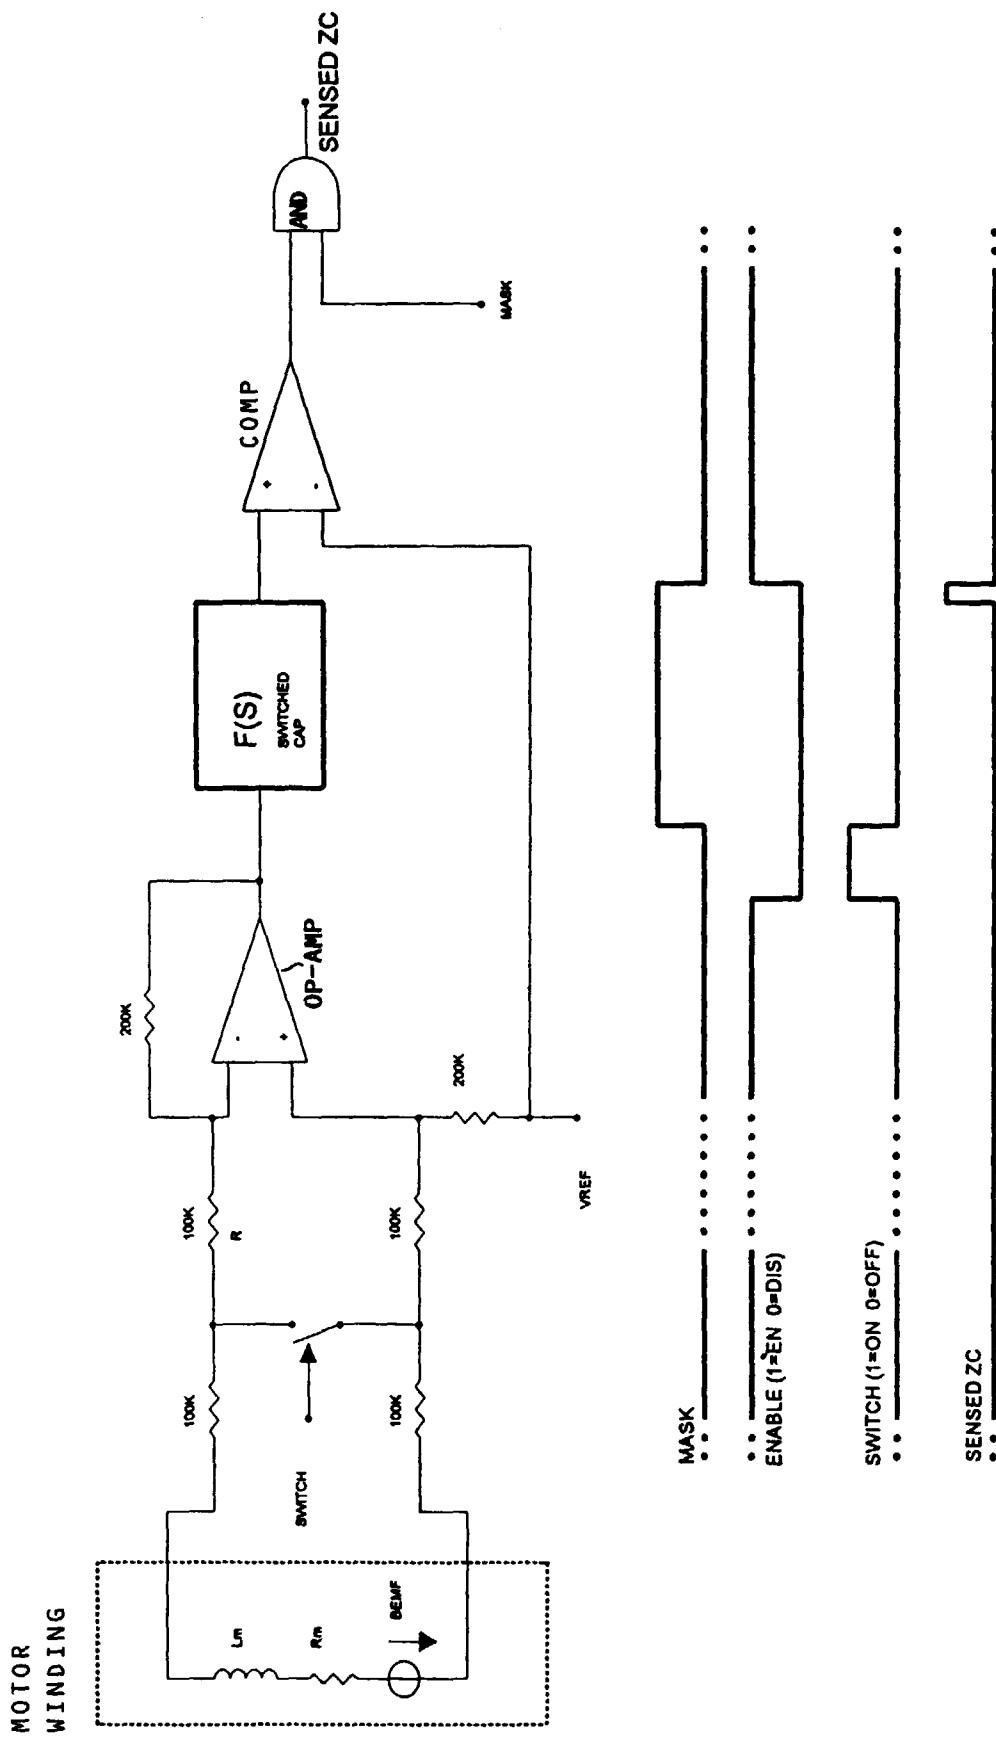 MOTOR
WINDING
Lm
Rm
BEMF
SWITCH
100K
100K
100K
R
100K
VREF
200K
200K
-
+
OP-AMP
F(S)
SWITCHED
CAP
COMP
+
-
MASK
AND
SENSED ZC
MASK
ENABLE (1=EN 0=DIS)
SWITCH (1=ON 0=OFF)
SENSED ZC